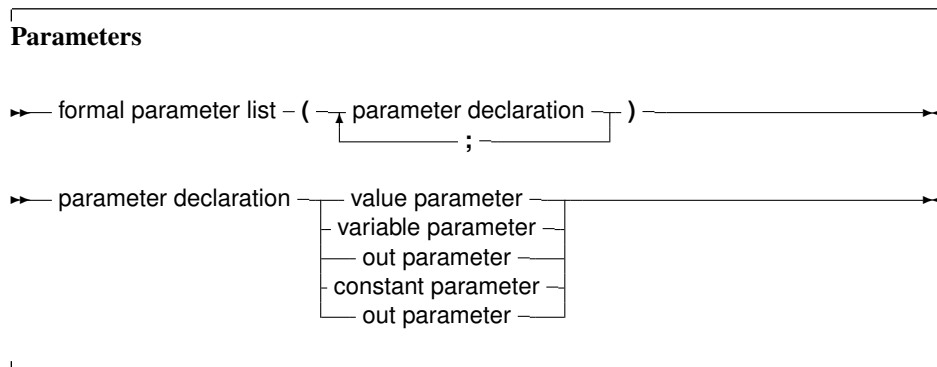 Parameters
formal parameter list ( parameter declaration )
;
parameter declaration value parameter
variable parameter
out parameter
constant parameter
out parameter